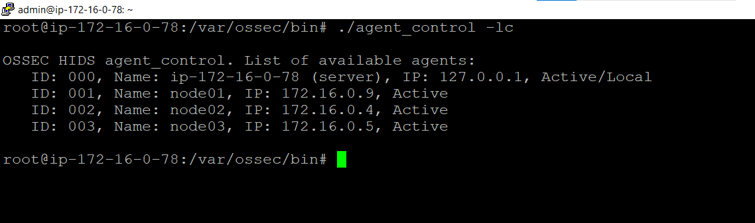 admin@ip-172-16-0-78: ~
root@ip-172-16-0-78:/var/ossec/bin# ./agent_control -lc
OSSEC HIDS agent_control. List of available agents:
ID: 000, Name: ip-172-16-0-78 (server), IP: 127.0.0.1, Active/Local
ID: 001, Name: node01, IP: 172.16.0.9, Active
ID: 002, Name: node02, IP: 172.16.0.4, Active
ID: 003, Name: node03, IP: 172.16.0.5, Active
root@ip-172-16-0-78:/var/ossec/bin#